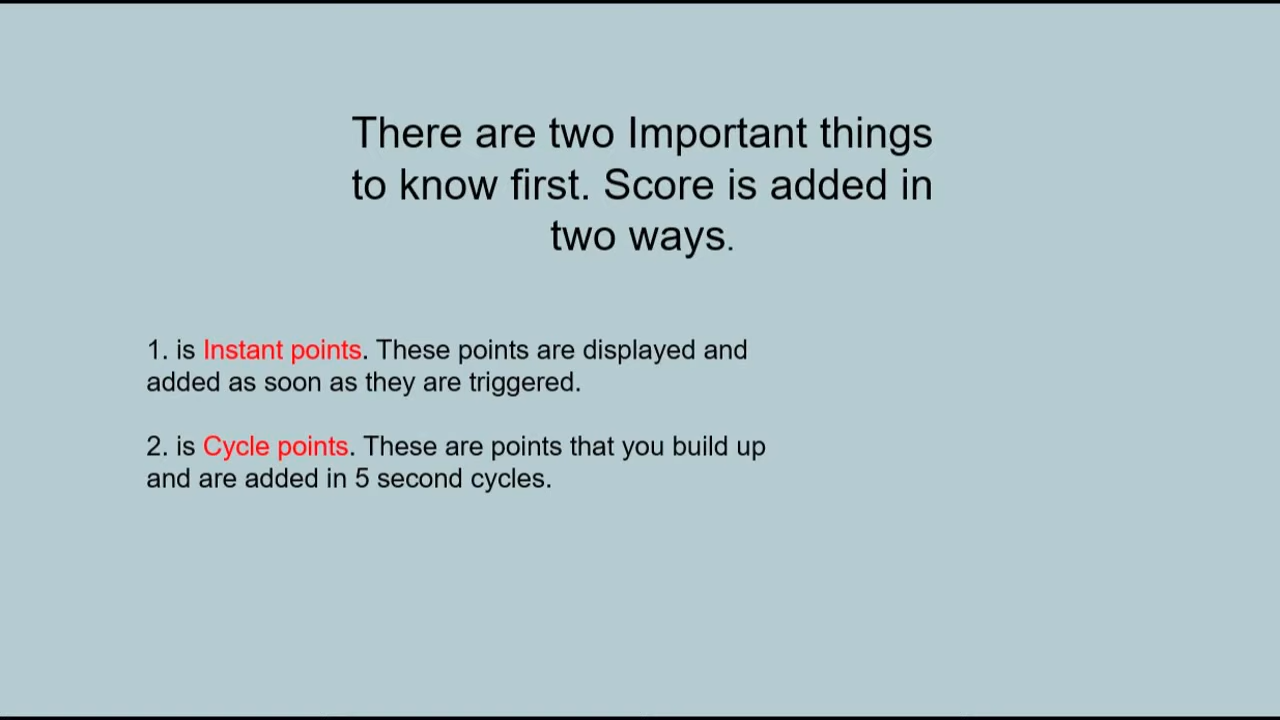 There are two Important things
to know first. Score is added in
two ways.
1. is Instant points. These points are displayed and
added as soon as they are triggered.
2. is Cycle points. These are points that you build up
and are added in 5 second cycles.